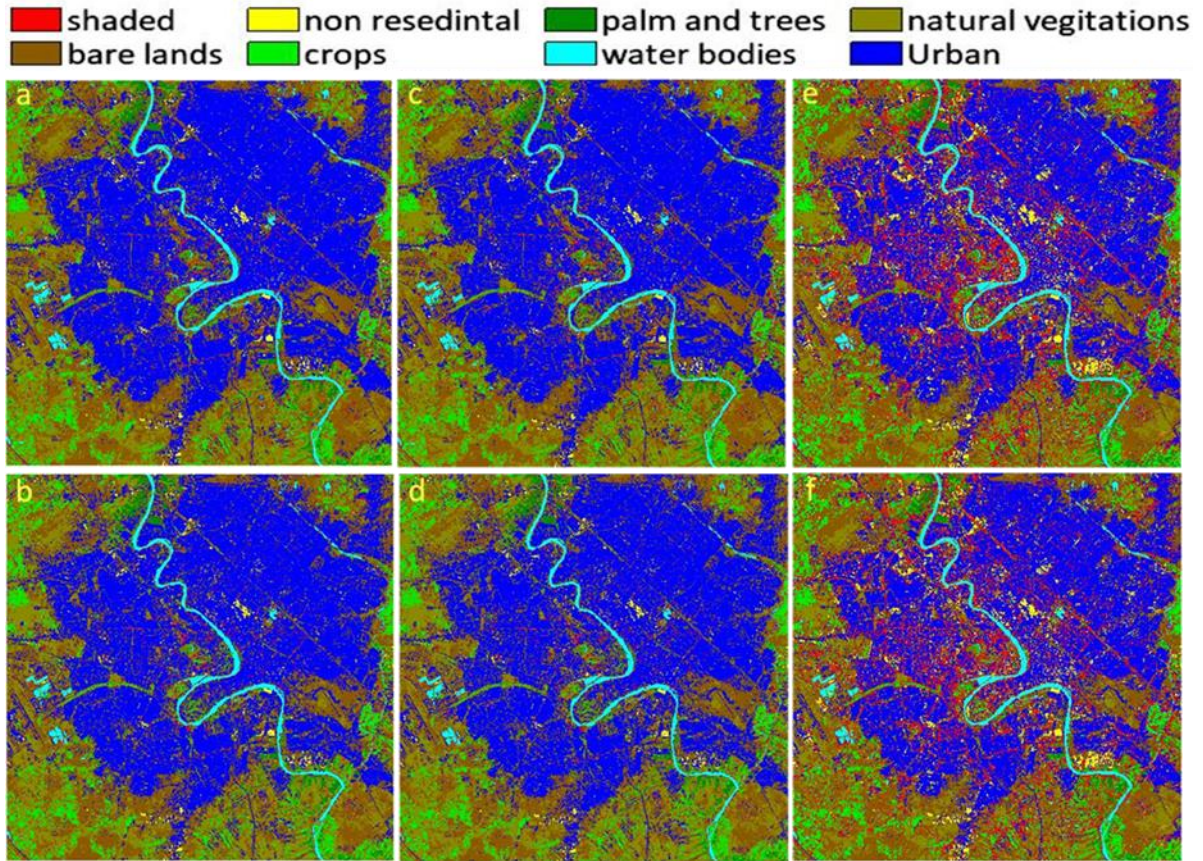 shaded non resedintal palm and trees natural vegitations
bare lands crops water bodies Urban
a c e
b d f